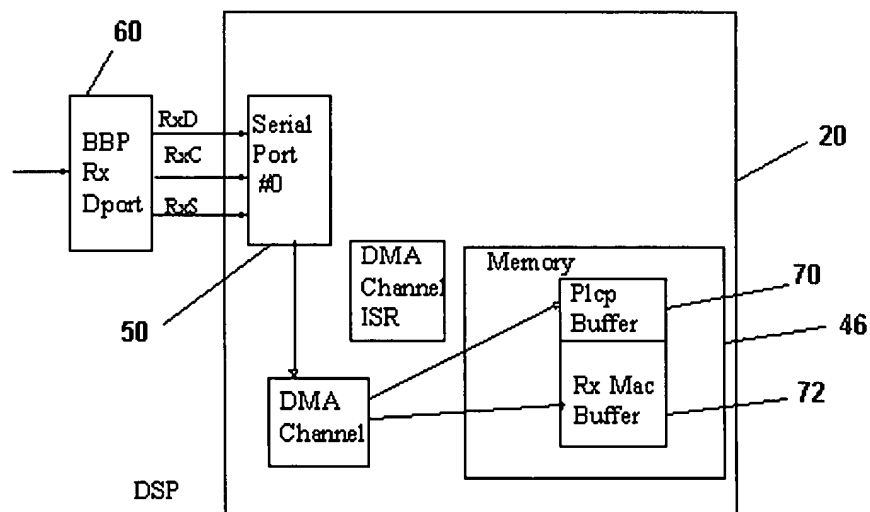 60
BBP
Rx
Dport
RxD
RxC
RxS
Serial
Port
#0
20
DMA
Channel
ISR
Memory
Plcp
Buffer
70
46
50
DMA
Channel
Rx Mac
Buffer
72
DSP